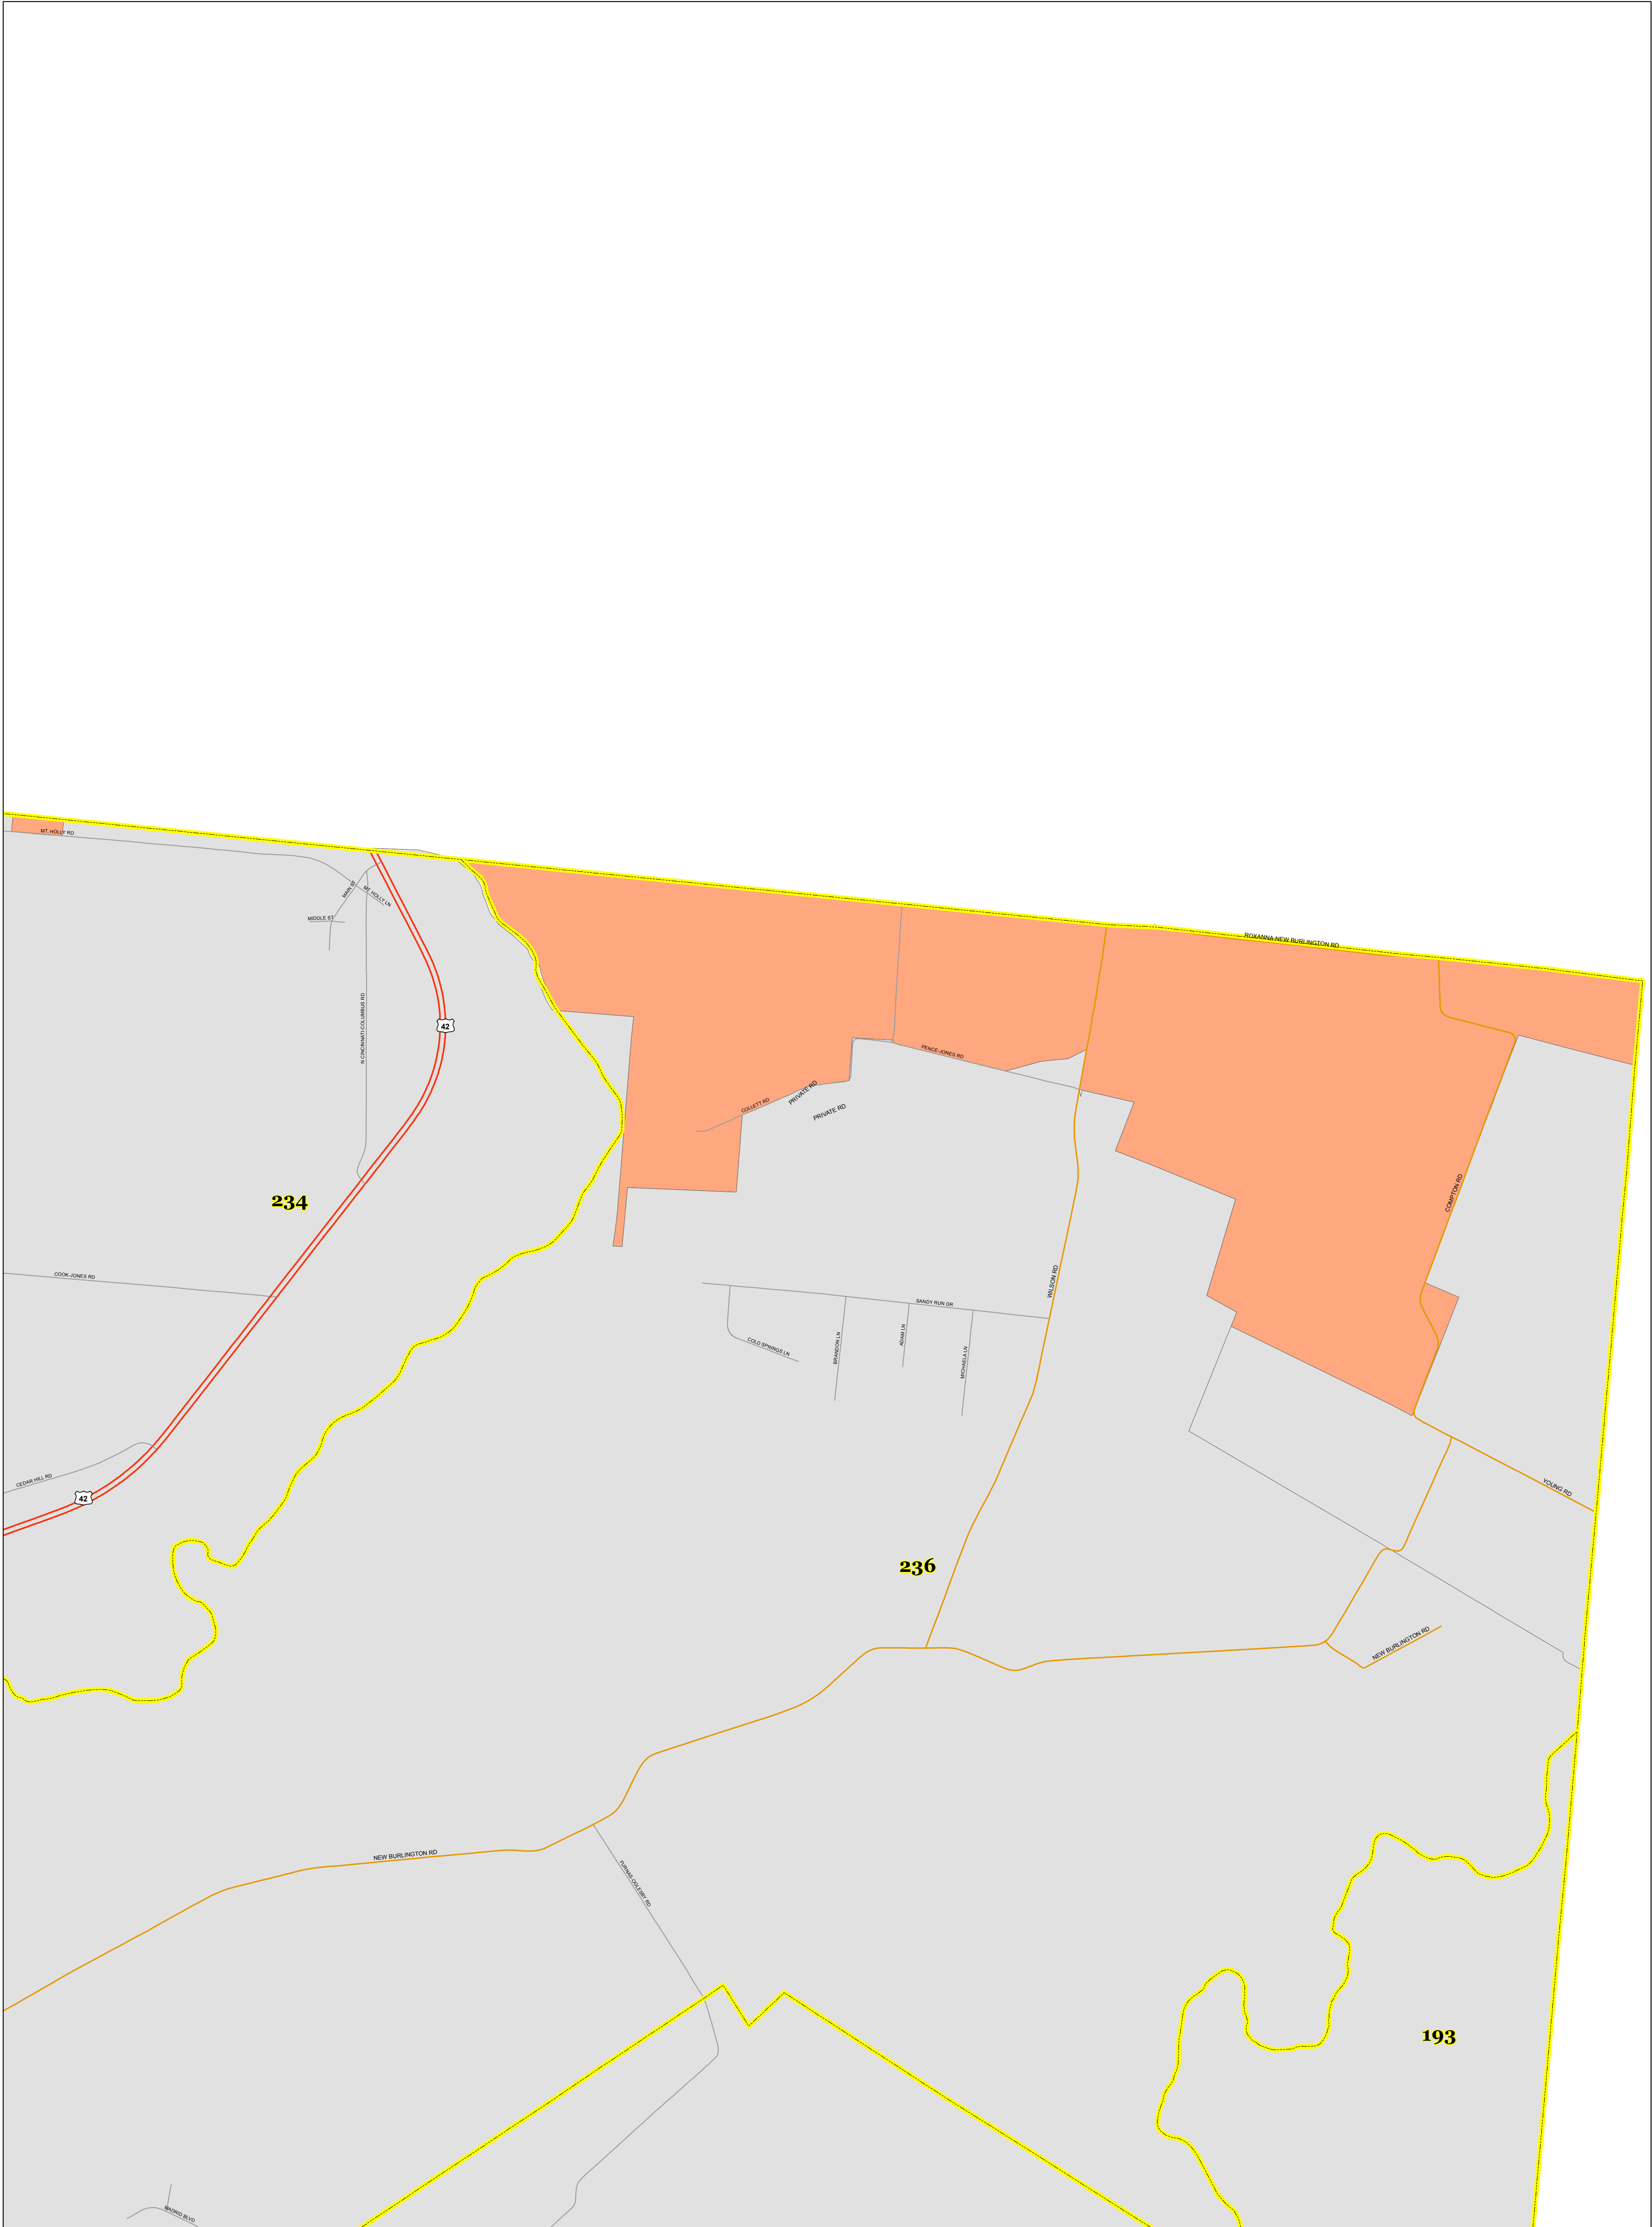 MT. HOLLY RD
MAIN ST
MT. HOLLY LN
MIDDLE ST
ROXANNA-NEW BURLINGTON RD
N CINCINNATI-COLUMBUS RD
42
PENCE-JONES RD
PRIVATE RD
COLLETT RD
PRIVATE RD
COMPTON RD
234
COOK-JONES RD
WILSON RD
SANDY RUN DR
COLD SPRINGS LN
BRANDON LN
ADAM LN
MICHAELA LN
CEDAR HILL RD
42
YOUNG RD
236
NEW BURLINGTON RD
NEW BURLINGTON RD
FURNAS-OGLESBY RD
193
MADRID BLVD